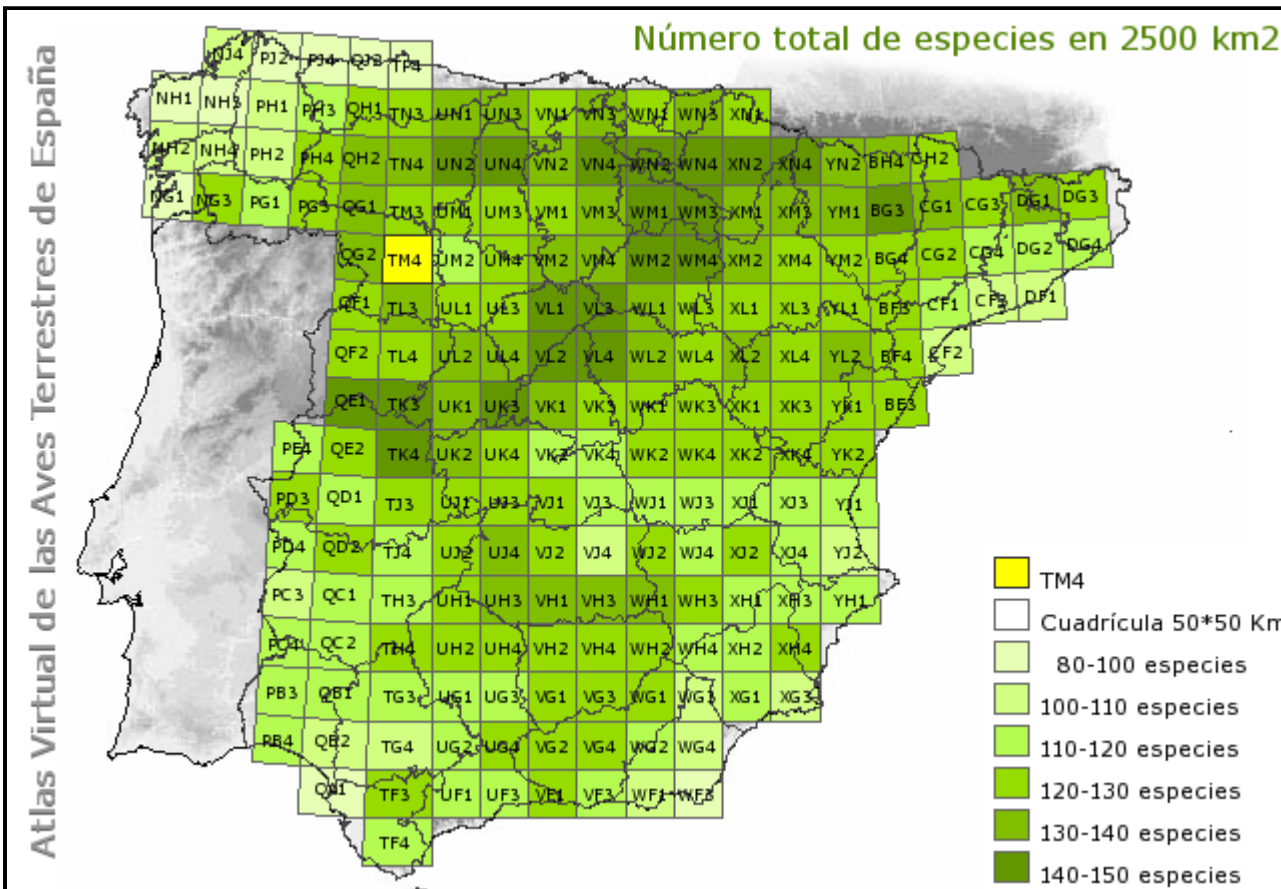 Número total de especies en 2500 km2
Atlas Virtual de las Aves Terrestres de España
NJ4 PJ2 PJ4 QJ2 TP4
NH1 NH3 PH1 PH3 QH1 TN3 UN1 UN3 VN1 VN3 WN1 WN3 XN1
NH2 NH4 PH2 PH4 QH2 TN4 UN2 UN4 VN2 VN4 WN2 WN4 XN2 XN4 YN2 BH4 CH2
NG1 NG3 PG1 PG3 QG1 TM3 UM1 UM3 VM1 VM3 WM1 WM3 XM1 XM3 YM1 BG3 CG1 CG3 DG1 DG3
QG2 TM4 UM2 UM4 VM2 VN4 WM2 WM4 XM2 XM4 YM2 BG4 CG2 CG4 DG2 DG4
QF1 TL3 UL1 UL3 VL1 VL3 WL1 WL3 XL1 XL3 YL1 BF3 CF1 CF3 DF1
QF2 TL4 UL2 UL4 VL2 VL4 WL2 WL4 XL2 XL4 YL2 BF4 CF2
QE1 TK3 UK1 UK3 VK1 VK3 WK1 WK3 XK1 XK3 YK1 BE3
PE4 QE2 TK4 UK2 UK4 VK2 VK4 WK2 WK4 XK2 XK4 YK2
PD3 QD1 TJ3 UJ1 UJ3 VJ1 VJ3 WJ1 WJ3 XJ1 XJ3 YJ1
PD4 QD2 TJ4 UJ2 UJ4 VJ2 VJ4 WJ2 WJ4 XJ2 XJ4 YJ2
PC3 QC1 TH3 UH1 UH3 VH1 VH3 WH1 WH3 XH1 XH3 YH1
PC4 QC2 TH4 UH2 UH4 VH2 VH4 WH2 WH4 XH2 XH4
PB3 QB1 TG3 UG1 UG3 VG1 VG3 WG1 WG3 XG1 XG3
PB4 QB2 TG4 UG2 UG4 VG2 VG4 WG2 WG4
TF3 UF1 UF3 VF1 VF3 WF1 WF3
TF4
TM4
Cuadrícula 50*50 Km
80-100 especies
100-110 especies
110-120 especies
120-130 especies
130-140 especies
140-150 especies